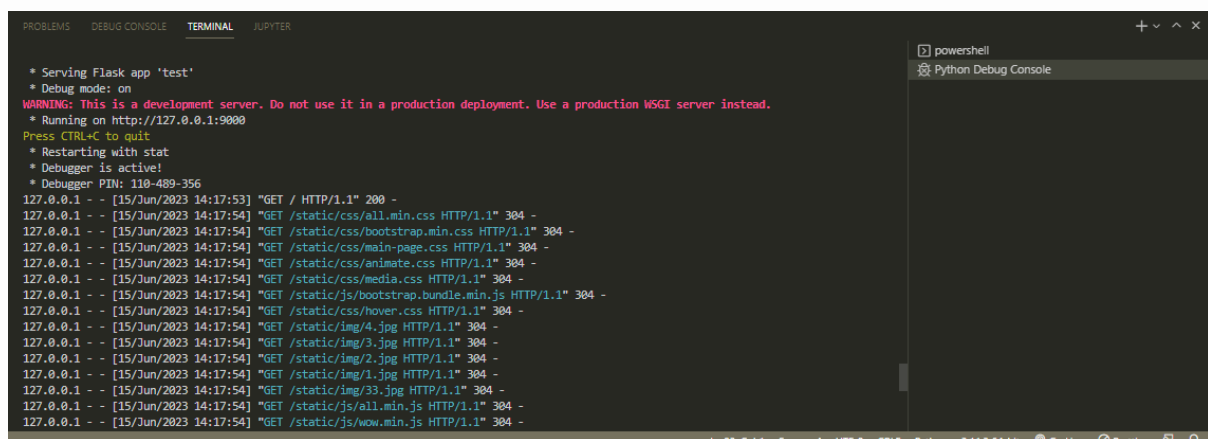 PROBLEMS DEBUG CONSOLE TERMINAL JUPYTER
powershell
Python Debug Console
* Serving Flask app 'test'
* Debug mode: on
WARNING: This is a development server. Do not use it in a production deployment. Use a production WSGI server instead.
* Running on http://127.0.0.1:9000
Press CTRL+C to quit
* Restarting with stat
* Debugger is active!
* Debugger PIN: 110-489-356
127.0.0.1 - - [15/Jun/2023 14:17:53] "GET / HTTP/1.1" 200 -
127.0.0.1 - - [15/Jun/2023 14:17:54] "GET /static/css/all.min.css HTTP/1.1" 304 -
127.0.0.1 - - [15/Jun/2023 14:17:54] "GET /static/css/bootstrap.min.css HTTP/1.1" 304 -
127.0.0.1 - - [15/Jun/2023 14:17:54] "GET /static/css/main-page.css HTTP/1.1" 304 -
127.0.0.1 - - [15/Jun/2023 14:17:54] "GET /static/css/animate.css HTTP/1.1" 304 -
127.0.0.1 - - [15/Jun/2023 14:17:54] "GET /static/css/media.css HTTP/1.1" 304 -
127.0.0.1 - - [15/Jun/2023 14:17:54] "GET /static/js/bootstrap.bundle.min.js HTTP/1.1" 304 -
127.0.0.1 - - [15/Jun/2023 14:17:54] "GET /static/css/hover.css HTTP/1.1" 304 -
127.0.0.1 - - [15/Jun/2023 14:17:54] "GET /static/img/4.jpg HTTP/1.1" 304 -
127.0.0.1 - - [15/Jun/2023 14:17:54] "GET /static/img/3.jpg HTTP/1.1" 304 -
127.0.0.1 - - [15/Jun/2023 14:17:54] "GET /static/img/2.jpg HTTP/1.1" 304 -
127.0.0.1 - - [15/Jun/2023 14:17:54] "GET /static/img/1.jpg HTTP/1.1" 304 -
127.0.0.1 - - [15/Jun/2023 14:17:54] "GET /static/img/33.jpg HTTP/1.1" 304 -
127.0.0.1 - - [15/Jun/2023 14:17:54] "GET /static/js/all.min.js HTTP/1.1" 304 -
127.0.0.1 - - [15/Jun/2023 14:17:54] "GET /static/js/wow.min.js HTTP/1.1" 304 -